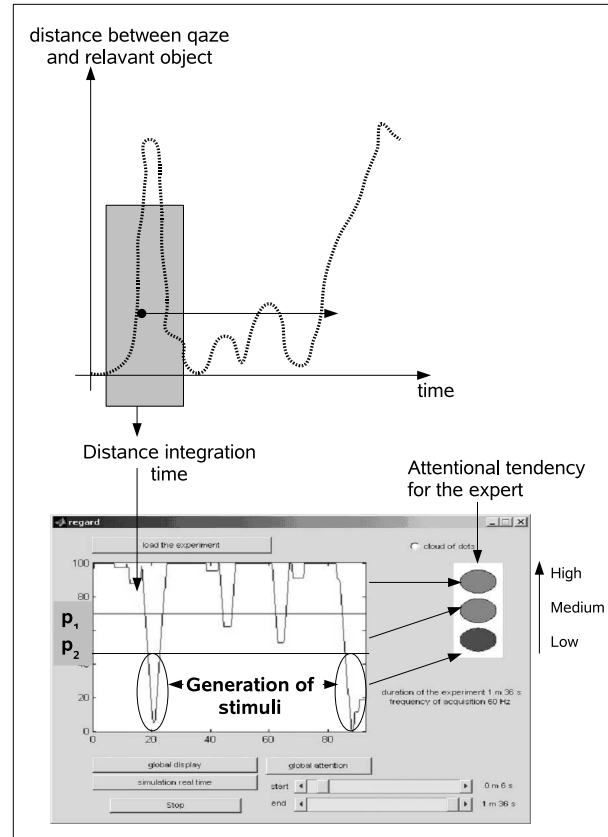 distance between qaze
and relavant object
time
Distance integration
time
Attentional tendency
for the expert
regard
load the experiment
cloud of dots
100
80
60
40
20
0
p1
p2
Generation of
stimuli
0 20 40 60 80
High
Medium
Low
duration of the experiment 1 m 36 s
frequency of acquisition 60 Hz
global display
global attention
simulation real time
Stop
start
0 m 6 s
end
1 m 36 s